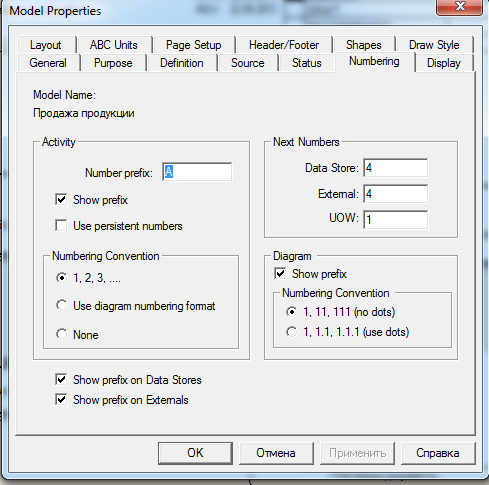 Model Properties
Layout ABC Units Page Setup Header/Footer Shapes Draw Style
General Purpose Definition Source Status Numbering Display
Model Name:
Продажа продукции
Activity
Number prefix: A
Show prefix
Use persistent numbers
Numbering Convention
1, 2, 3, ....
Use diagram numbering format
None
Next Numbers
Data Store: 4
External: 4
UOW: 1
Diagram
Show prefix
Numbering Convention
1, 11, 111 (no dots)
1, 1.1, 1.1.1 (use dots)
Show prefix on Data Stores
Show prefix on Externals
OK Отмена Применить Справка